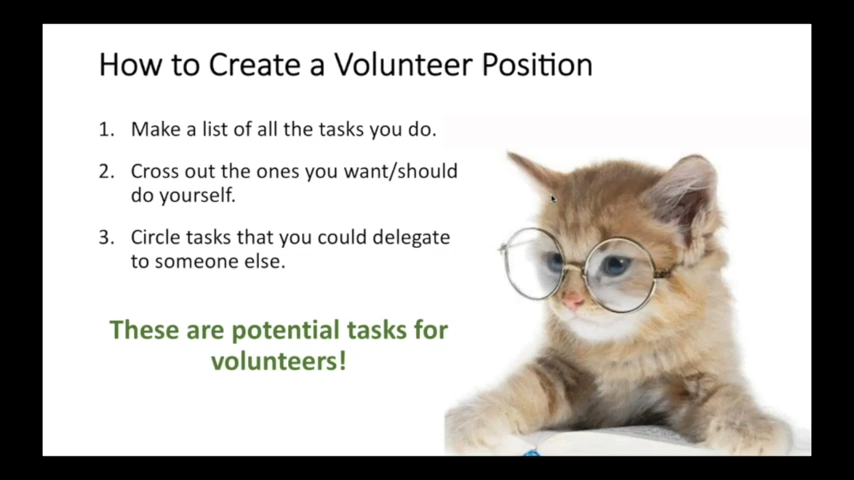 How to Create a Volunteer Position
1. Make a list of all the tasks you do.
2. Cross out the ones you want/should
do yourself.
3. Circle tasks that you could delegate
to someone else.
These are potential tasks for
volunteers!